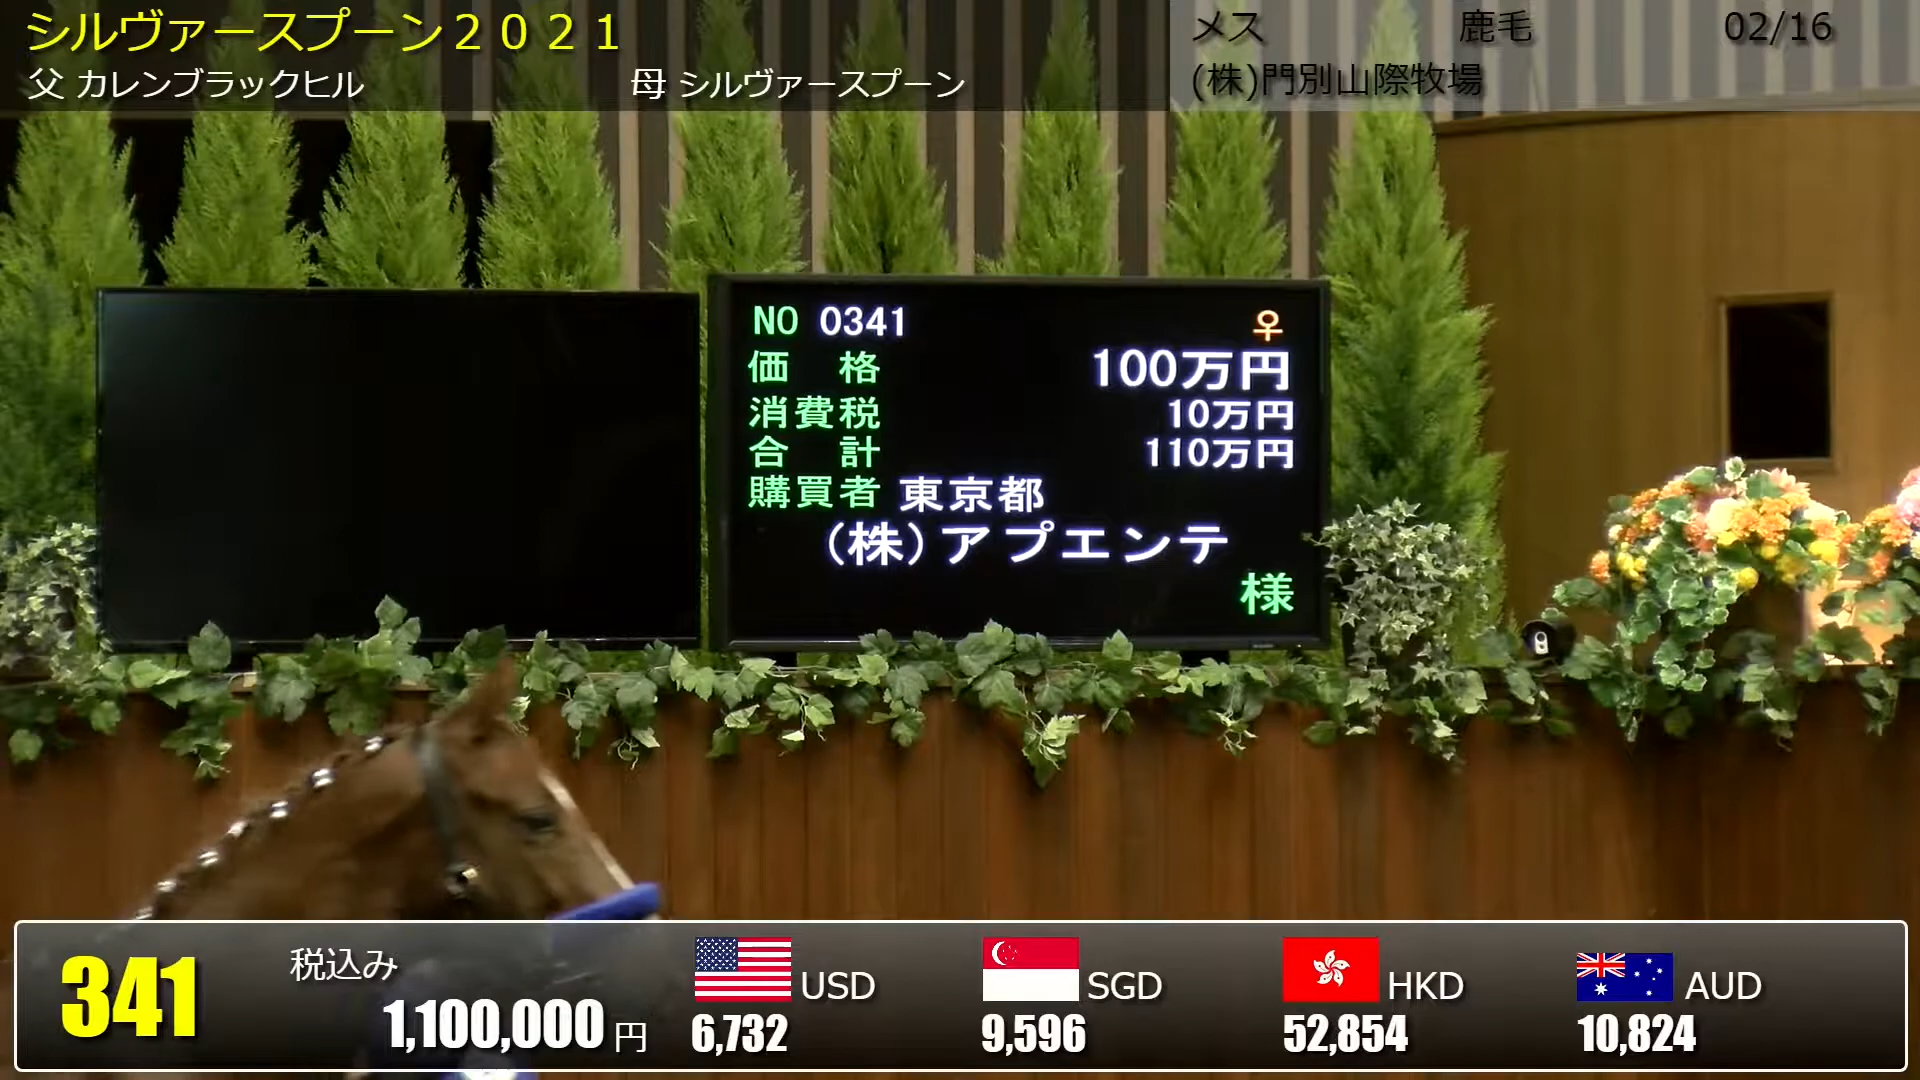 シルヴァースプーン２０２１
父 カレンブラックヒル 母 シルヴァースプーン
メス 鹿毛 02/16
(株)門別山際牧場
NO 0341 ♀
価 格 100万円
消費税 10万円
合 計 110万円
購買者 東京都
(株)アプエンテ
様
341
税込み
1,100,000 円
USD
6,732
SGD
9,596
HKD
52,854
AUD
10,824